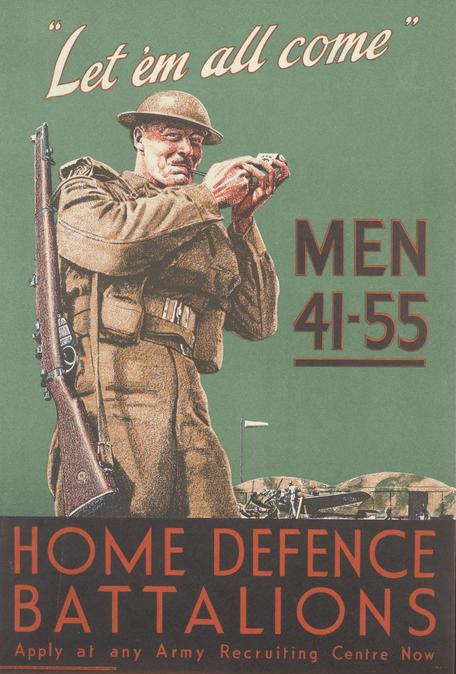 "Let 'em all come"
MEN
41-55
HOME DEFENCE
BATTALIONS
Apply at any Army Recruiting Centre Now